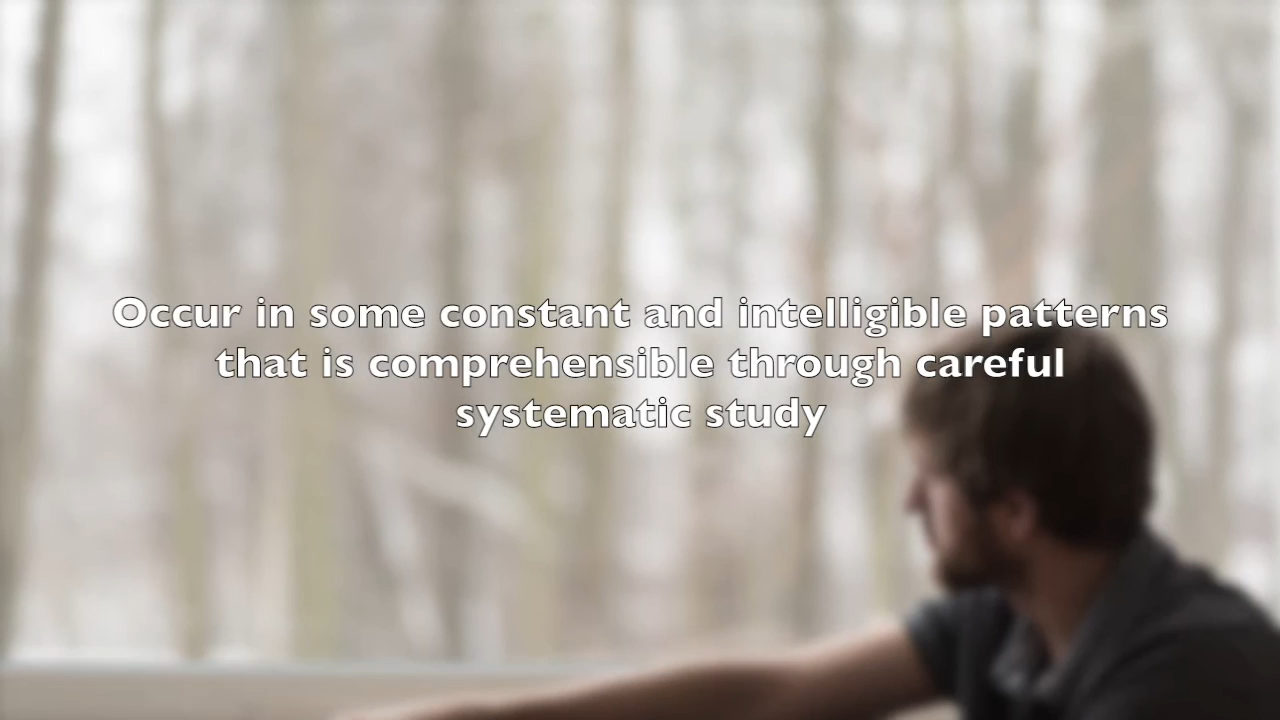 Occur in some constant and intelligible patterns
that is comprehensible through careful
systematic study